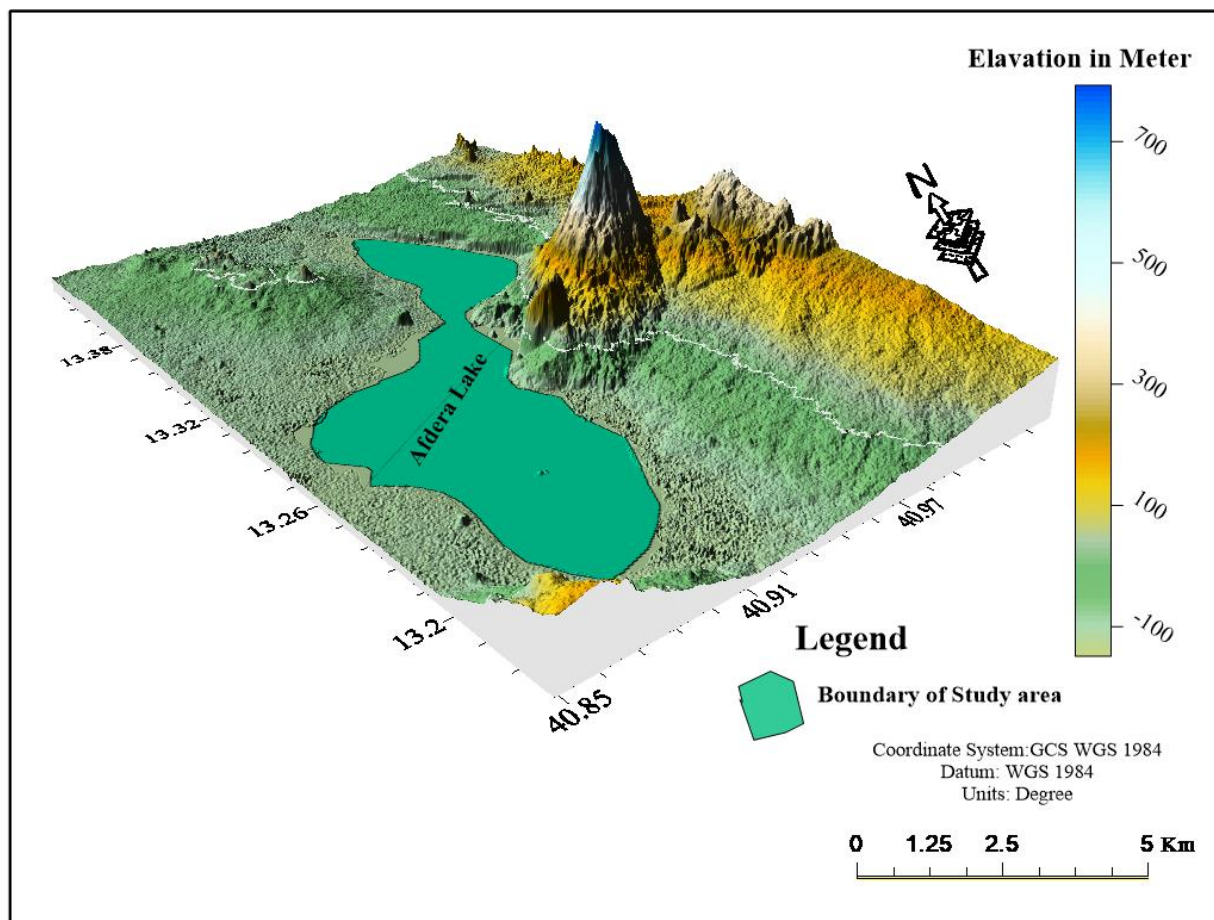 Elavation in Meter
700
500
300
100
-100
N
Afdera Lake
13.38
13.32
13.26
13.2
40.85
40.91
40.97
Legend
Boundary of Study area
Coordinate System:GCS WGS 1984
Datum: WGS 1984
Units: Degree
0 1.25 2.5 5 Km